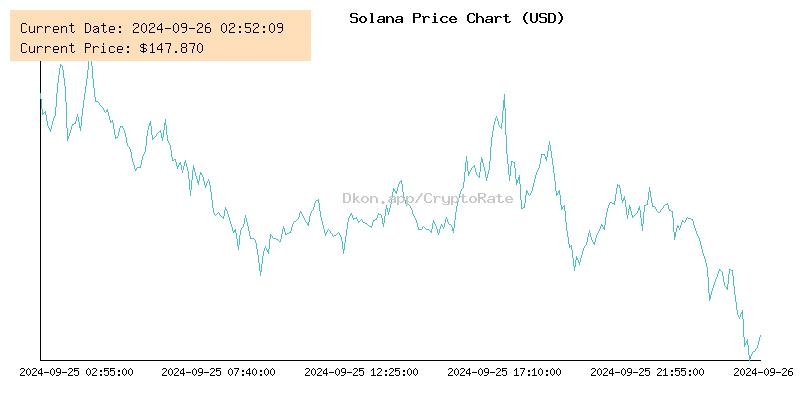 Solana Price Chart (USD)
Current Date: 2024-09-26 02:52:09
Current Price: $147.870
Dkon.app/CryptoRate
2024-09-25 02:55:00 2024-09-25 07:40:00 2024-09-25 12:25:00 2024-09-25 17:10:00 2024-09-25 21:55:00 2024-09-26